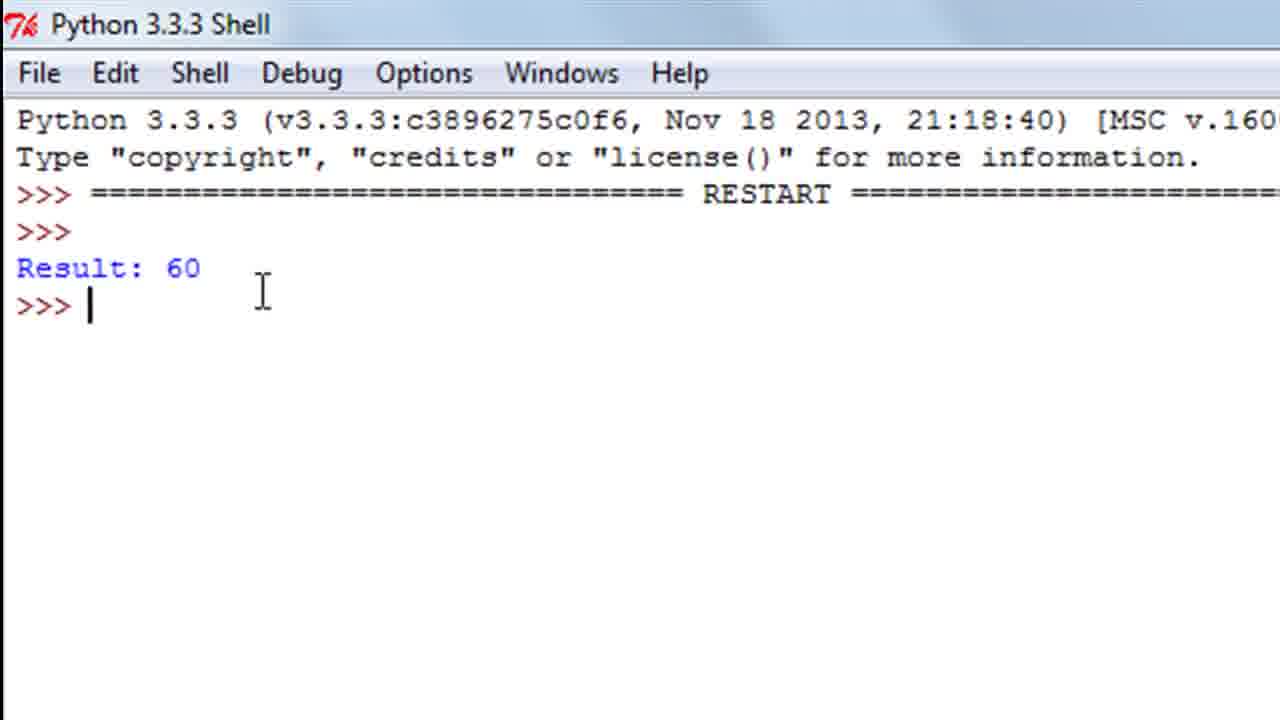 Python 3.3.3 Shell
File Edit Shell Debug Options Windows Help
Python 3.3.3 (v3.3.3:c3896275c0f6, Nov 18 2013, 21:18:40) [MSC v.160
Type "copyright", "credits" or "license()" for more information.
>>> ================================ RESTART =======================
>>>
Result: 60
>>>